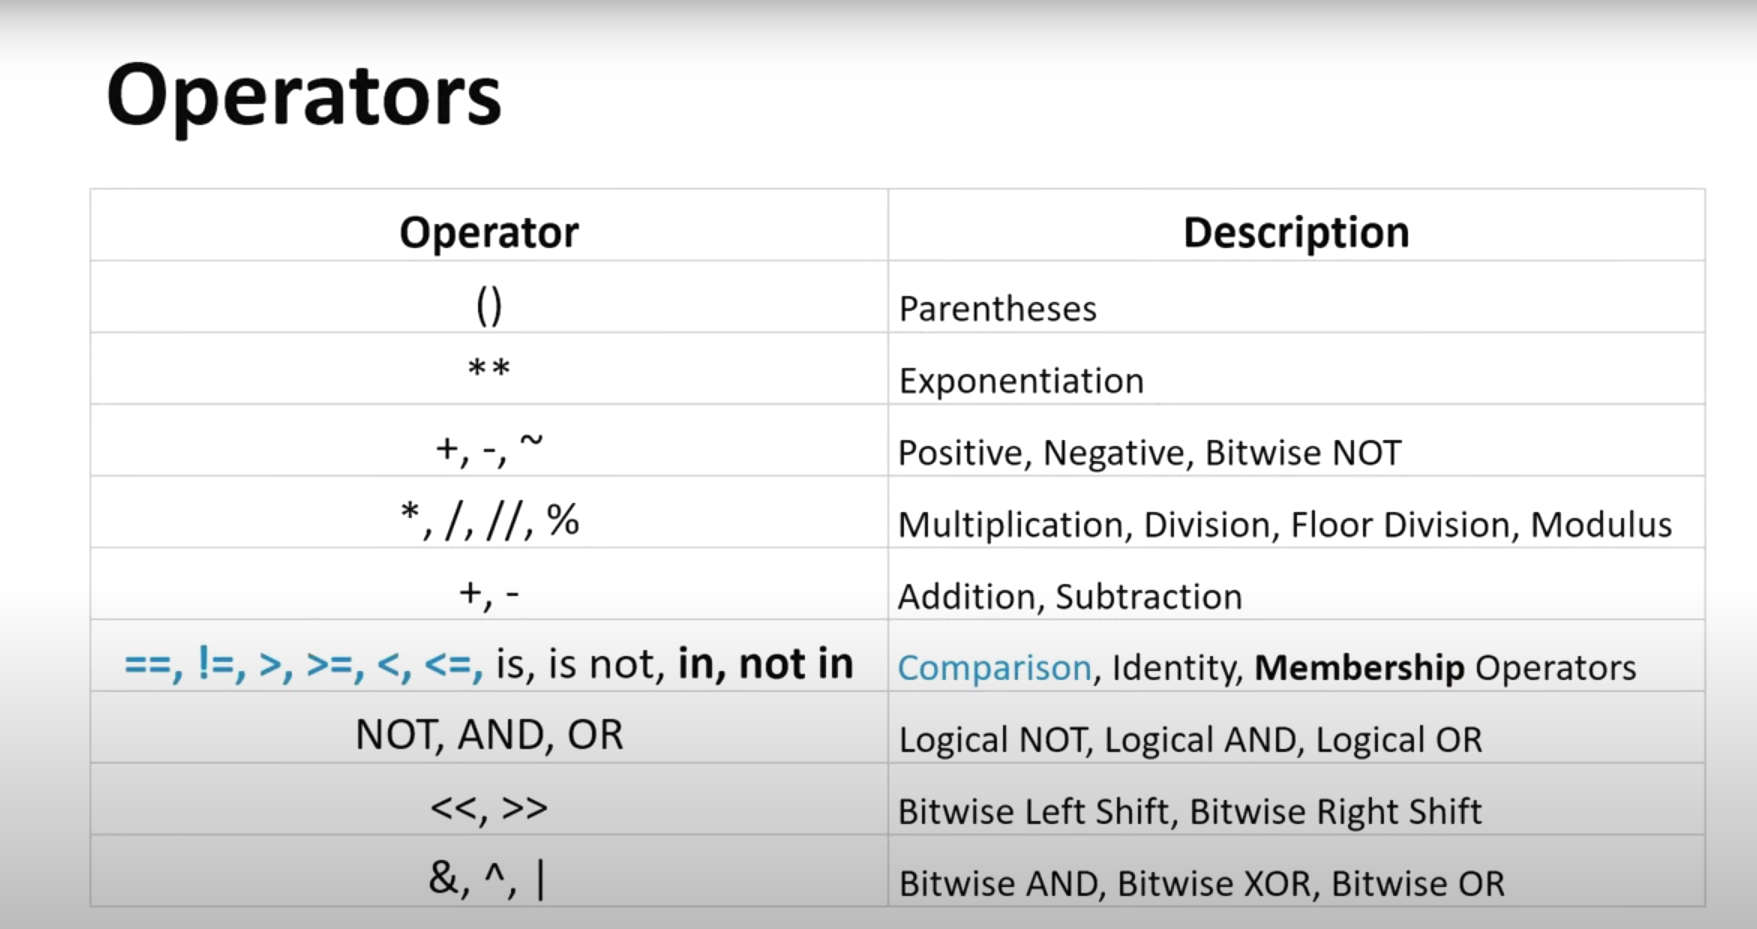 Operators
Operator Description
() Parentheses
** Exponentiation
+, -, ~ Positive, Negative, Bitwise NOT
*, /, //, % Multiplication, Division, Floor Division, Modulus
+, - Addition, Subtraction
==, !=, >, >=, <, <=, is, is not, in, not in Comparison, Identity, Membership Operators
NOT, AND, OR Logical NOT, Logical AND, Logical OR
<<, >> Bitwise Left Shift, Bitwise Right Shift
&, ^, | Bitwise AND, Bitwise XOR, Bitwise OR